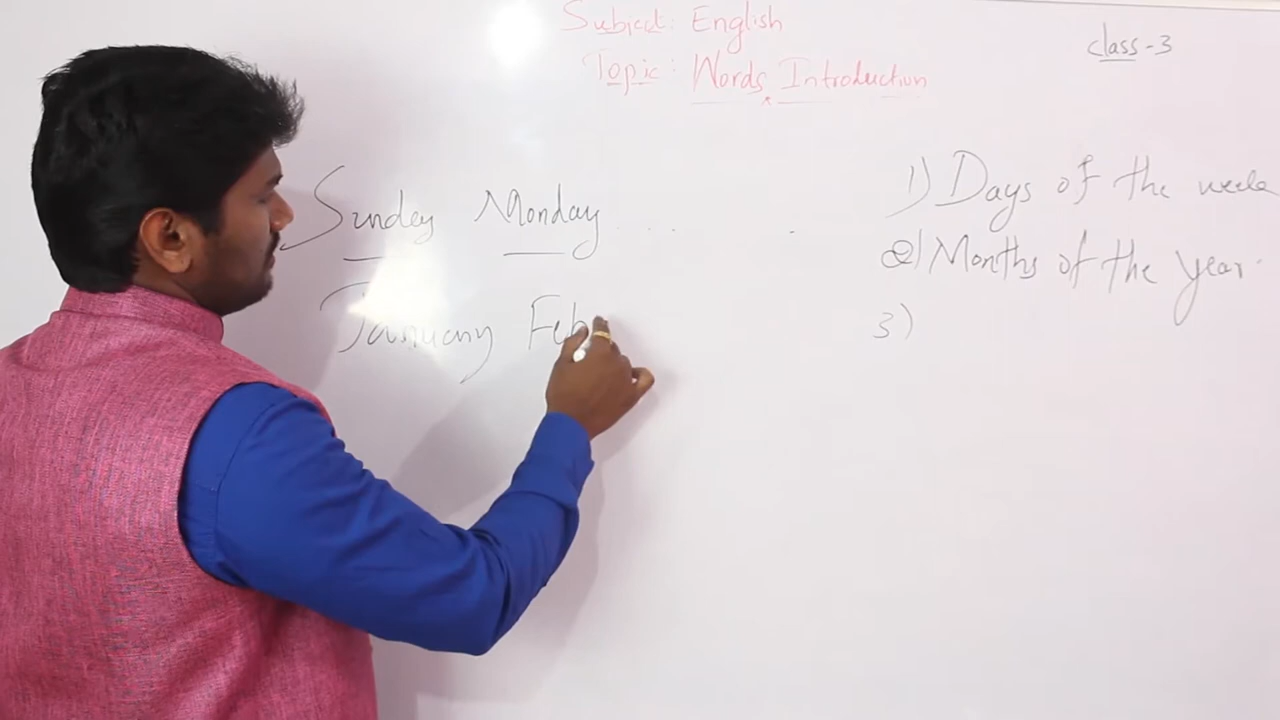 Subject: English
Topic: Words Introduction
class-3
Sunday Monday .... .
January Feb
1) Days of the week
2) Months of the year.
3)